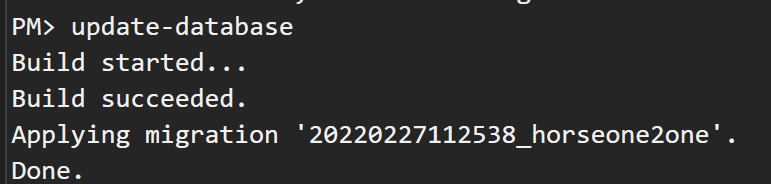 PM> update-database
Build started...
Build succeeded.
Applying migration '20220227112538_horseone2one'.
Done.